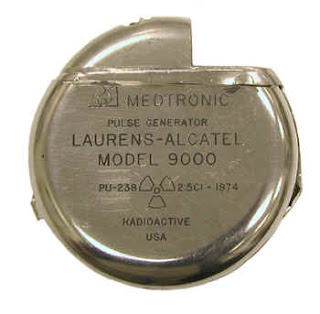 MEDTRONIC
PULSE GENERATOR
LAURENS-ALCATEL
MODEL 9000
PU-238 2.5CI - 1974
RADIOACTIVE
USA